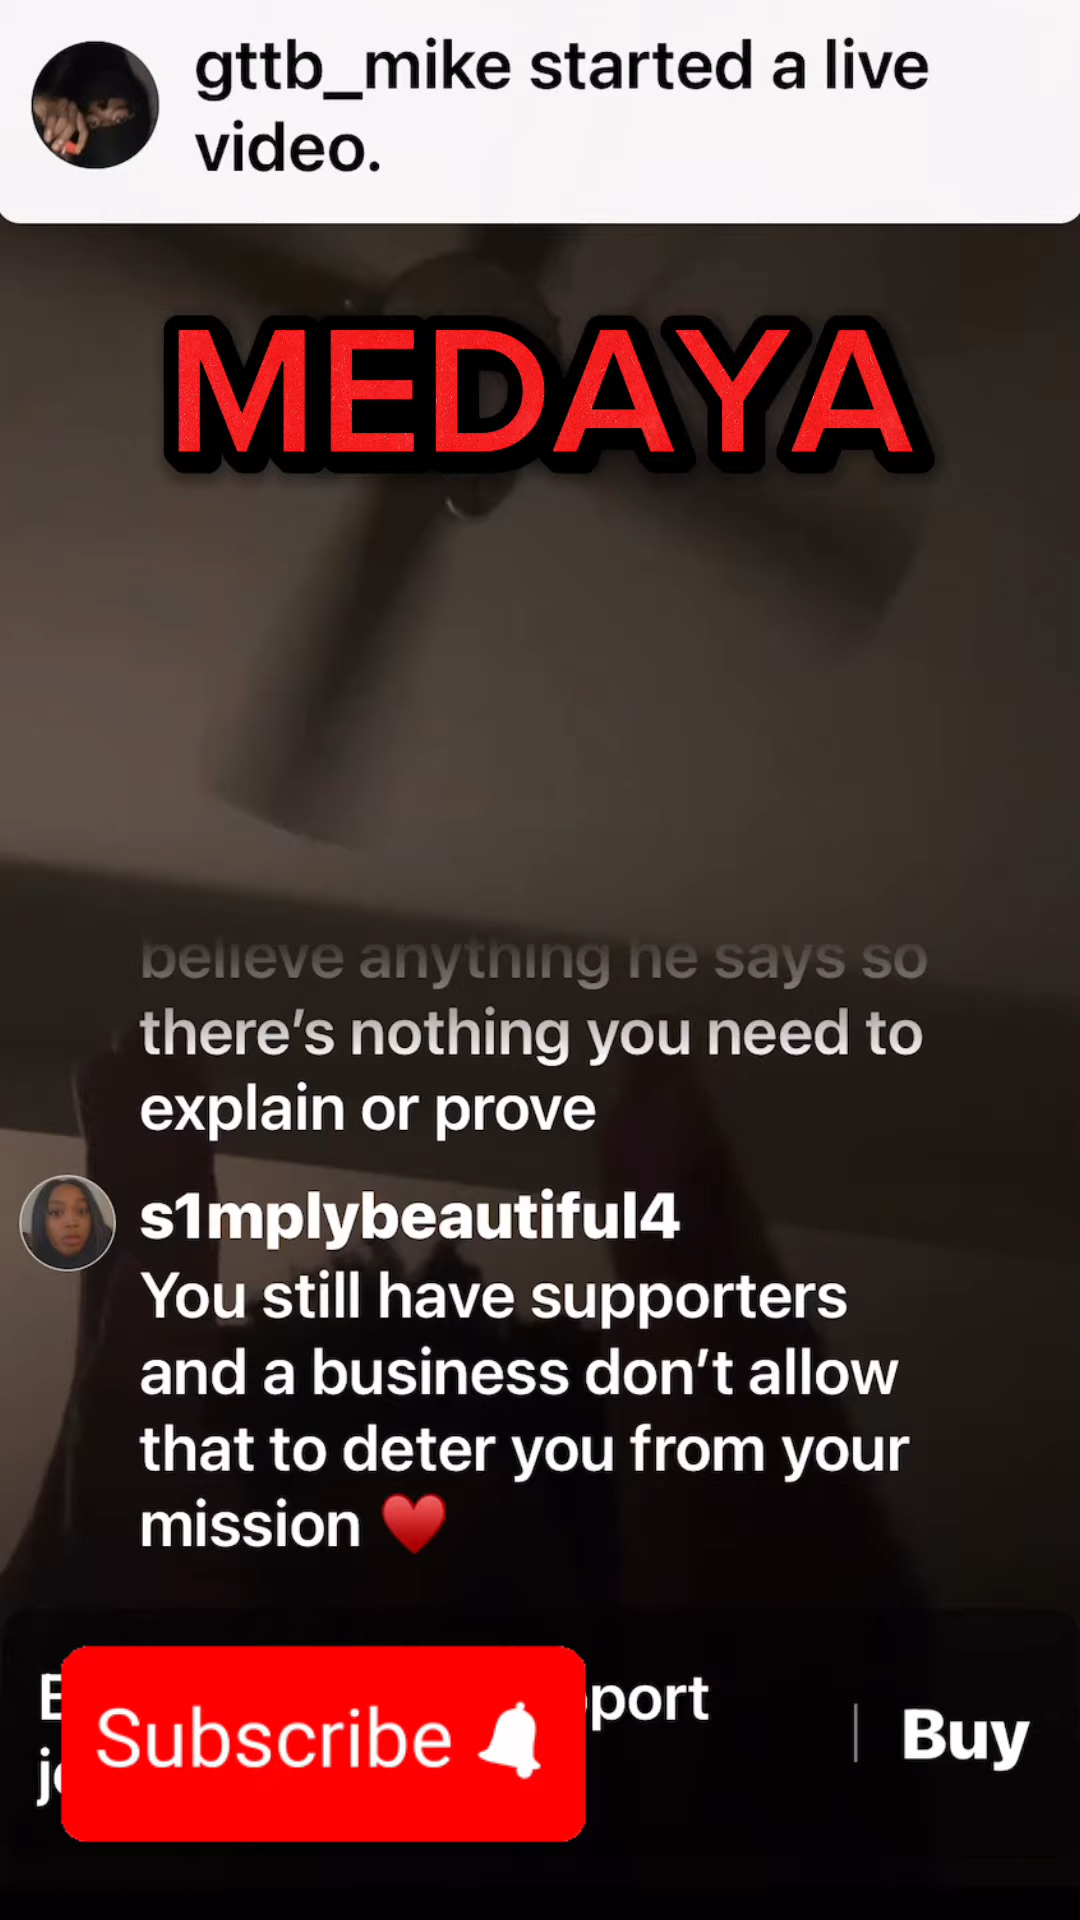 gttb_mike started a live
video.
MEDAYA
believe anything he says so
there's nothing you need to
explain or prove
s1mplybeautiful4
You still have supporters
and a business don't allow
that to deter you from your
mission ♥️
Subscribe
Buy